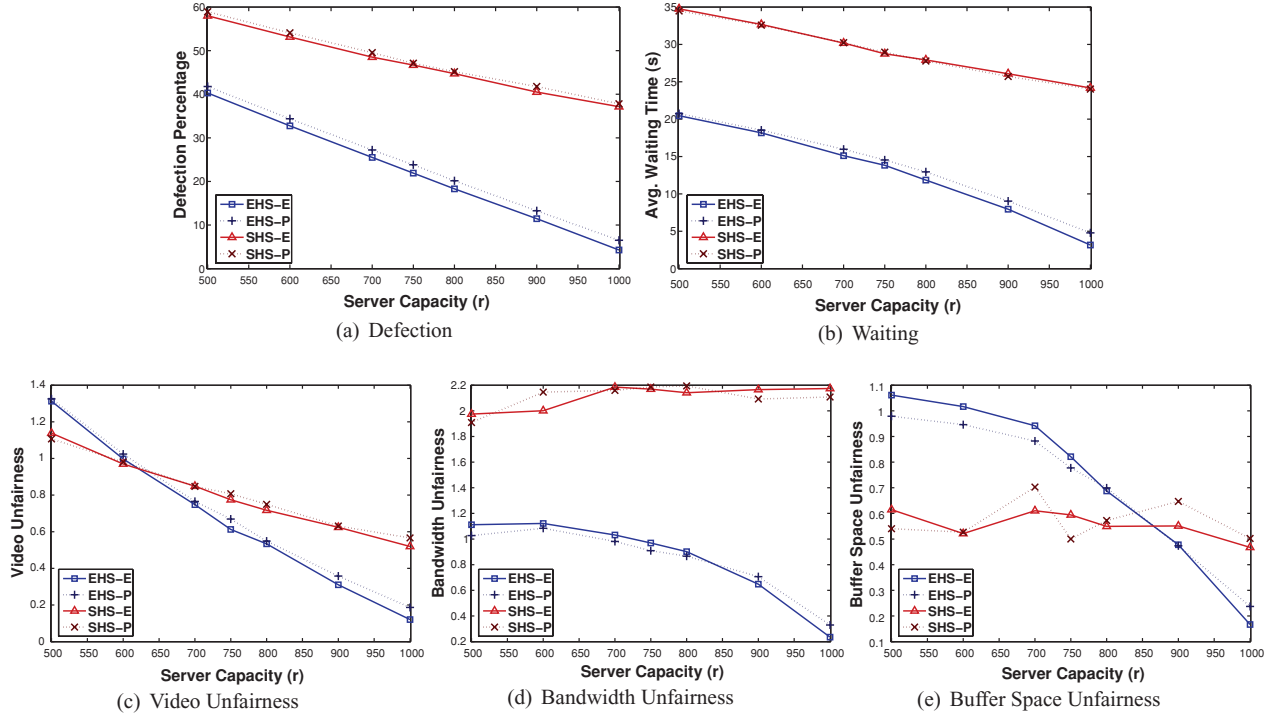 60
50
40
30
20
10
0
Defection Percentage
EHS-E
EHS-P
SHS-E
SHS-P
500 550 600 650 700 750 800 850 900 950 1000
Server Capacity (r)
(a) Defection
35
30
25
20
15
10
5
0
Avg. Waiting Time (s)
EHS-E
EHS-P
SHS-E
SHS-P
500 550 600 650 700 750 800 850 900 950 1000
Server Capacity (r)
(b) Waiting
1.4
1.2
1
0.8
0.6
0.4
0.2
0
Video Unfairness
EHS-E
EHS-P
SHS-E
SHS-P
500 550 600 650 700 750 800 850 900 950 1000
Server Capacity (r)
(c) Video Unfairness
2.2
2
1.8
1.6
1.4
1.2
1
0.8
0.6
0.4
0.2
Bandwidth Unfairness
EHS-E
EHS-P
SHS-E
SHS-P
500 550 600 650 700 750 800 850 900 950 1000
Server Capacity (r)
(d) Bandwidth Unfairness
1.1
1
0.9
0.8
0.7
0.6
0.5
0.4
0.3
0.2
0.1
Buffer Space Unfairness
EHS-E
EHS-P
SHS-E
SHS-P
500 550 600 650 700 750 800 850 900 950 1000
Server Capacity (r)
(e) Buffer Space Unfairness